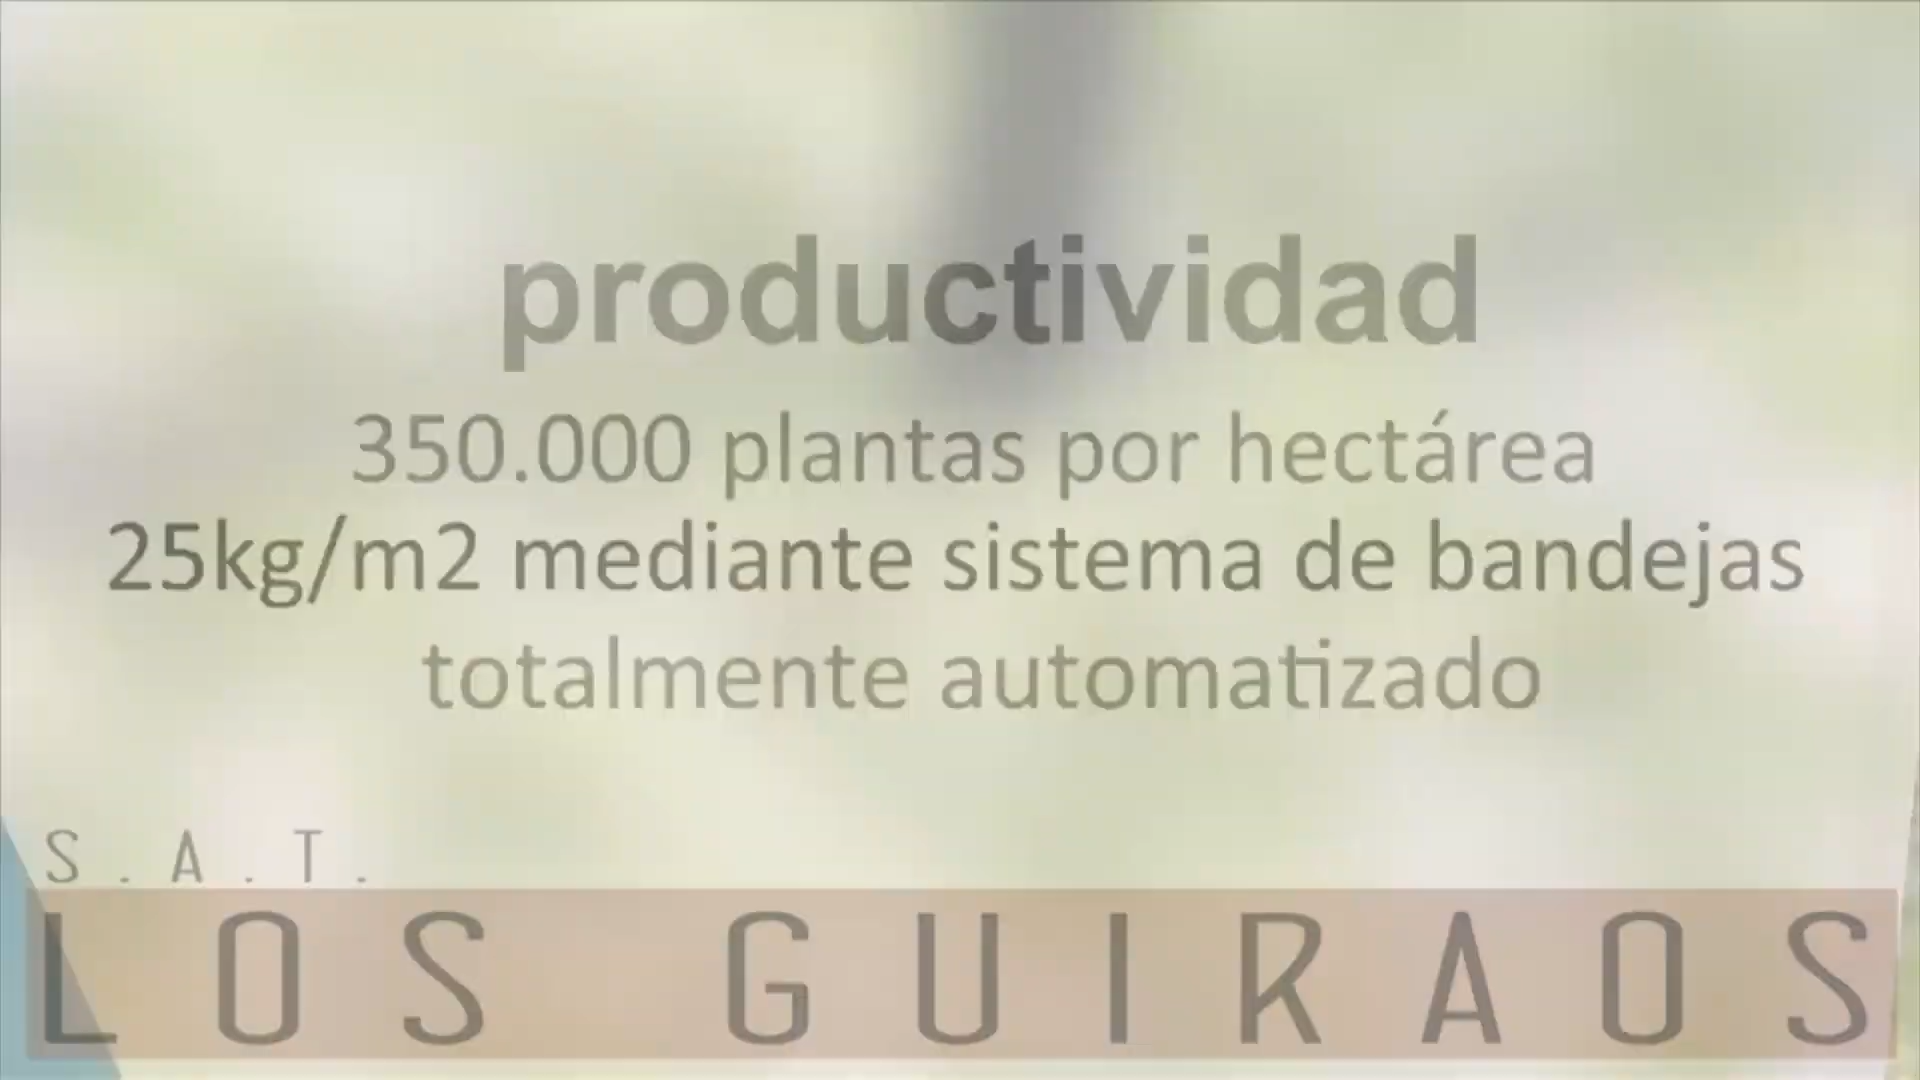 productividad
350.000 plantas por hectárea
25kg/m2 mediante sistema de bandejas
totalmente automatizado
S.A.T.
LOS GUIRAOS